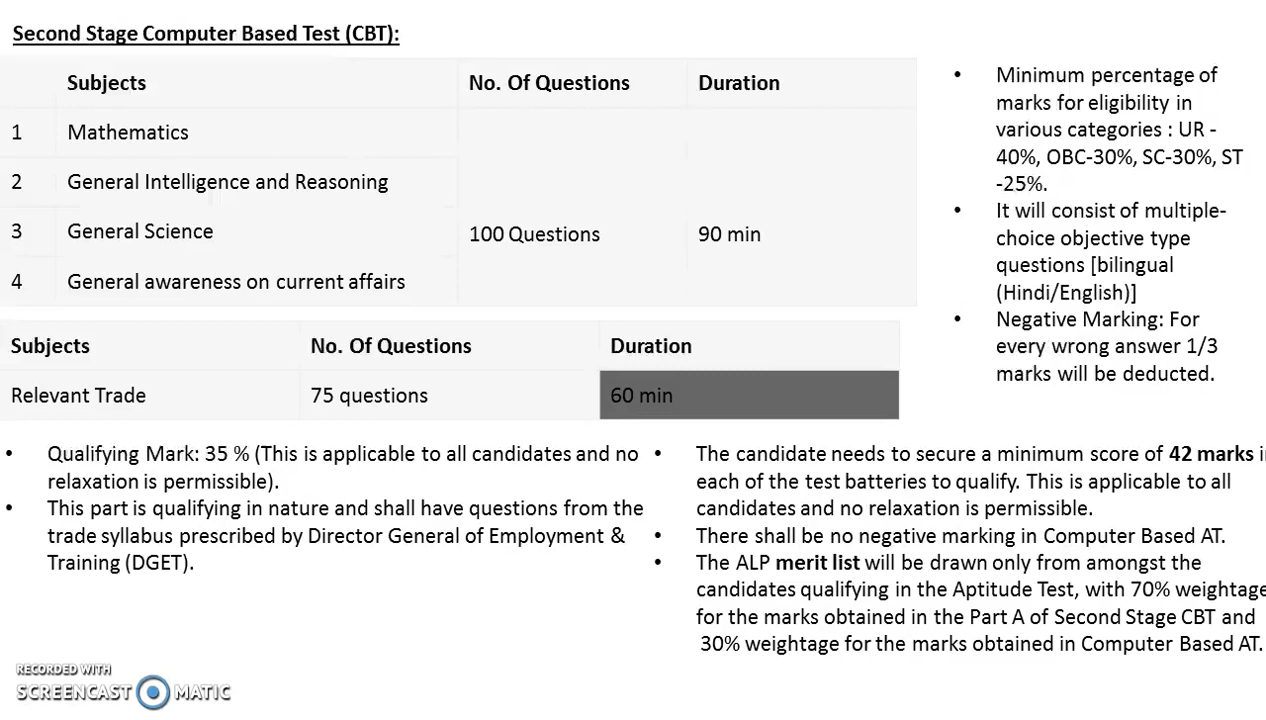 Second Stage Computer Based Test (CBT):
Subjects No. Of Questions Duration
1 Mathematics
2 General Intelligence and Reasoning
3 General Science
100 Questions 90 min
4 General awareness on current affairs
Subjects No. Of Questions Duration
Relevant Trade 75 questions 60 min
• Minimum percentage of
marks for eligibility in
various categories : UR -
40%, OBC-30%, SC-30%, ST
-25%.
• It will consist of multiple-
choice objective type
questions [bilingual
(Hindi/English)]
• Negative Marking: For
every wrong answer 1/3
marks will be deducted.
• Qualifying Mark: 35 % (This is applicable to all candidates and no
relaxation is permissible).
• This part is qualifying in nature and shall have questions from the
trade syllabus prescribed by Director General of Employment &
Training (DGET).
• The candidate needs to secure a minimum score of 42 marks
each of the test batteries to qualify. This is applicable to all
candidates and no relaxation is permissible.
• There shall be no negative marking in Computer Based AT.
• The ALP merit list will be drawn only from amongst the
candidates qualifying in the Aptitude Test, with 70% weightage
for the marks obtained in the Part A of Second Stage CBT and
30% weightage for the marks obtained in Computer Based AT.
RECORDED WITH
SCREENCAST MATIC